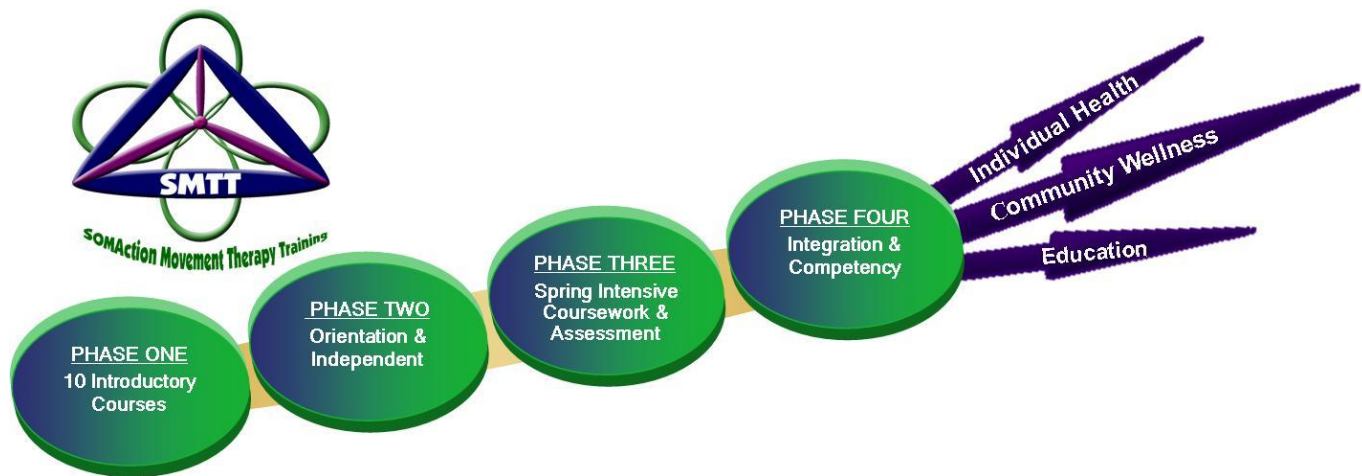 SMTT
SOMAction Movement Therapy Training
PHASE ONE
10 Introductory
Courses
PHASE TWO
Orientation &
Independent
PHASE THREE
Spring Intensive
Coursework &
Assessment
PHASE FOUR
Integration &
Competency
Individual Health
Community Wellness
Education